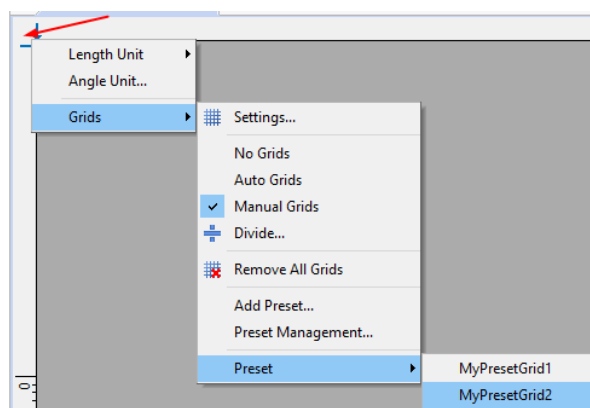 Length Unit
Angle Unit...
Grids
Settings...
No Grids
Auto Grids
Manual Grids
Divide...
Remove All Grids
Add Preset...
Preset Management...
Preset
MyPresetGrid1
MyPresetGrid2
0